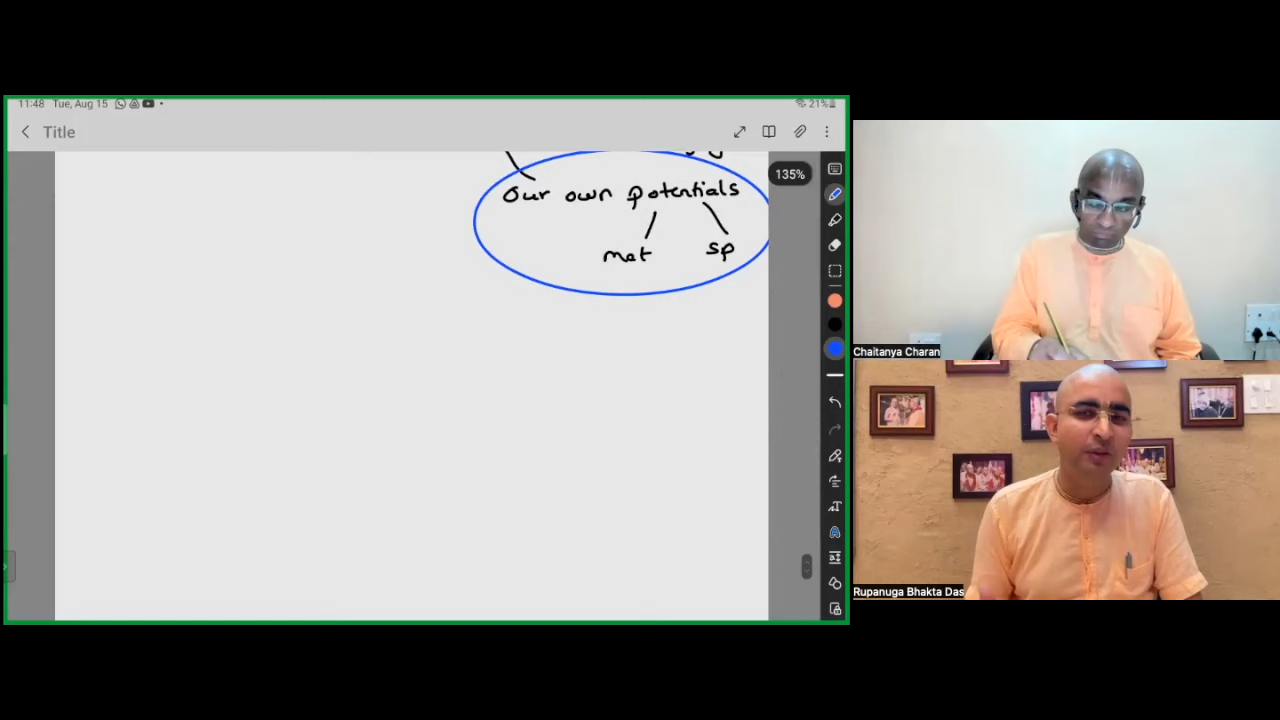 11:48 Tue, Aug 15
21%
Title
135%
Our own potentials
mat sp
Chaitanya Charan
Rupanuga Bhakta Das